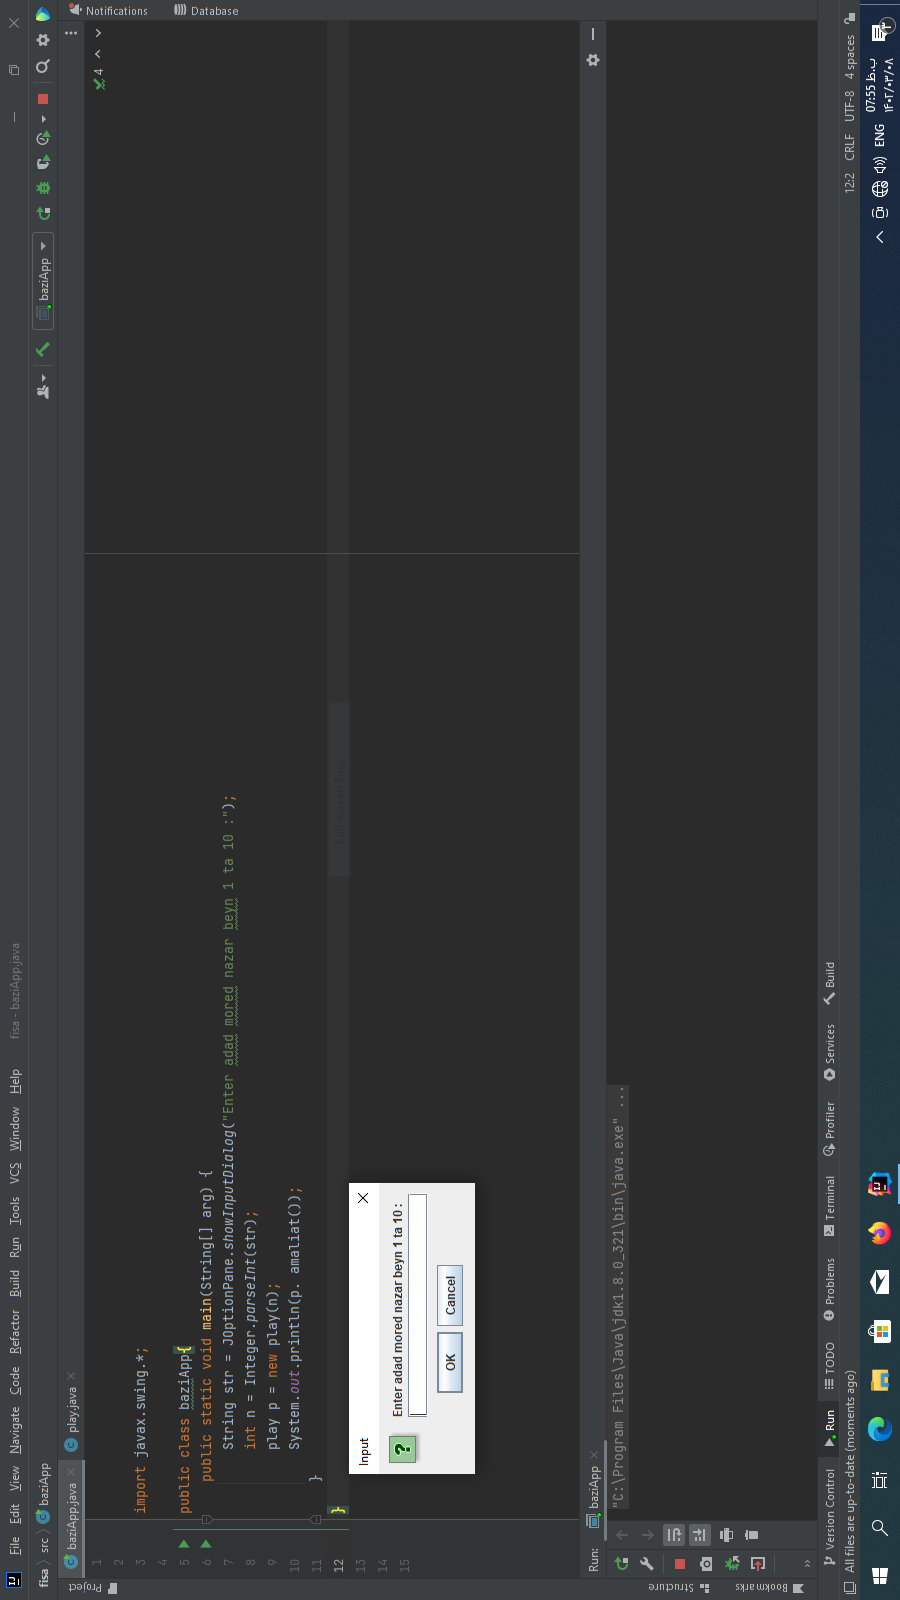 File Edit View Navigate Code Refactor Build Run Tools VCS Window Help fisa - baziApp.java
fisa src baziApp
baziApp
baziApp.java play.java
Notifications
Database
Project
4
1
2
3 import javax.swing.*;
4
5 public class baziApp{
6 public static void main(String[] arg) {
7 String str = JOptionPane.showInputDialog("Enter adad mored nazar beyn 1 ta 10 :");
8 int n = Integer.parseInt(str);
9 play p = new play(n);
10 System.out.println(p. amaliat());
11 }
12 }
13
14
15
Input
Enter adad mored nazar beyn 1 ta 10 :
OK Cancel
Run: baziApp
"C:\Program Files\Java\jdk1.8.0_321\bin\java.exe" ...
Structure
Bookmarks
Version Control Run TODO Problems Terminal Profiler Services Build
All files are up-to-date (moments ago)
12:2 CRLF UTF-8 4 spaces
ENG
07:55 ب.ظ
۱۴۰۲/۰۳/۰۸
1